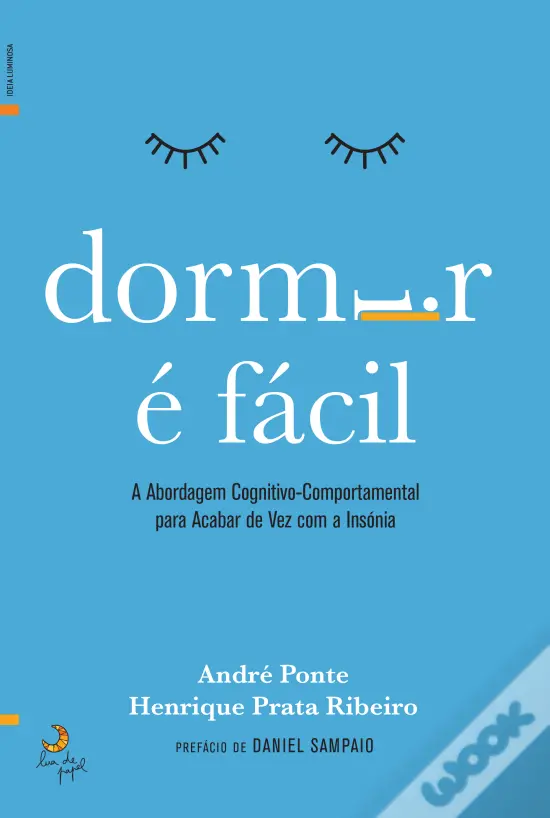 IDEIA LUMINOSA
dormir
é fácil
A Abordagem Cognitivo-Comportamental
para Acabar de Vez com a Insónia
André Ponte
Henrique Prata Ribeiro
PREFÁCIO DE DANIEL SAMPAIO
lua de
papel
WOOK